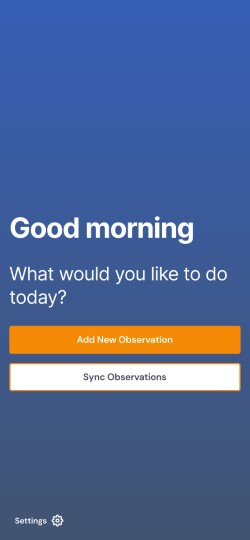 Good morning
What would you like to do
today?
Add New Observation
Sync Observations
Settings